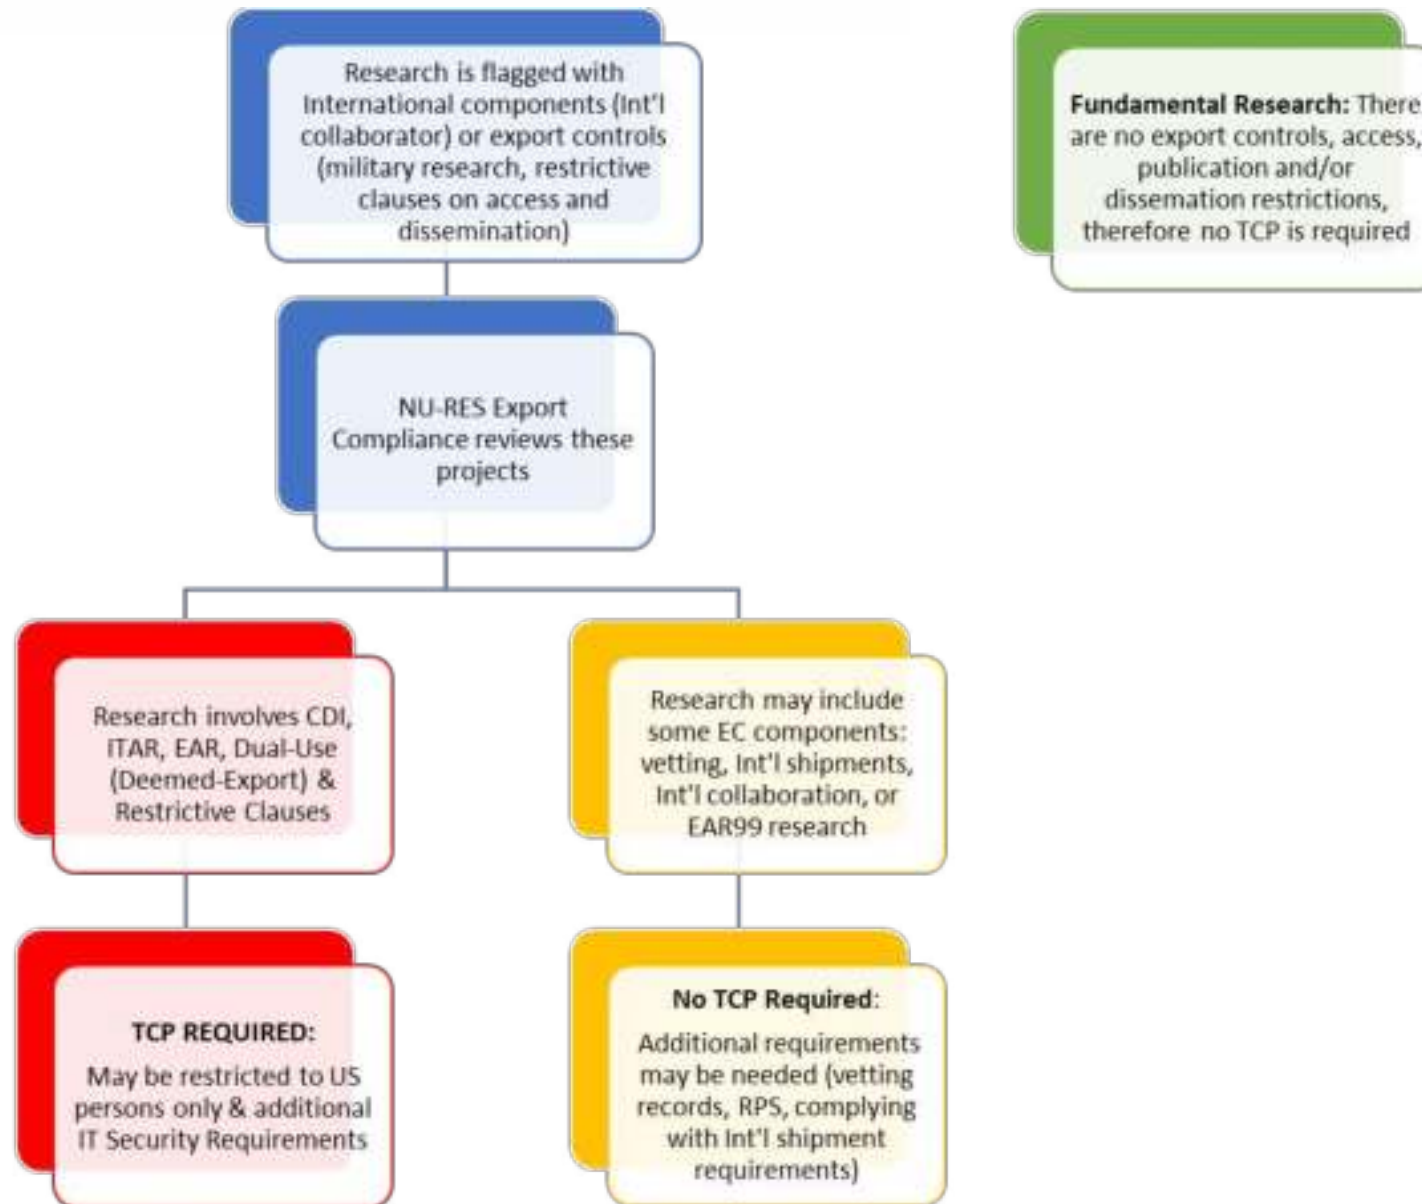 Research is flagged with
International components (Int'l
collaborator) or export controls
(military research, restrictive
clauses on access and
dissemination)
Fundamental Research: There
are no export controls, access,
publication and/or
dissemation restrictions,
therefore no TCP is required
NU-RES Export
Compliance reviews these
projects
Research involves CDI,
ITAR, EAR, Dual-Use
(Deemed-Export) &
Restrictive Clauses
Research may include
some EC components:
vetting, Int'l shipments,
Int'l collaboration, or
EAR99 research
TCP REQUIRED:
May be restricted to US
persons only & additional
IT Security Requirements
No TCP Required:
Additional requirements
may be needed (vetting
records, RPS, complying
with Int'l shipment
requirements)